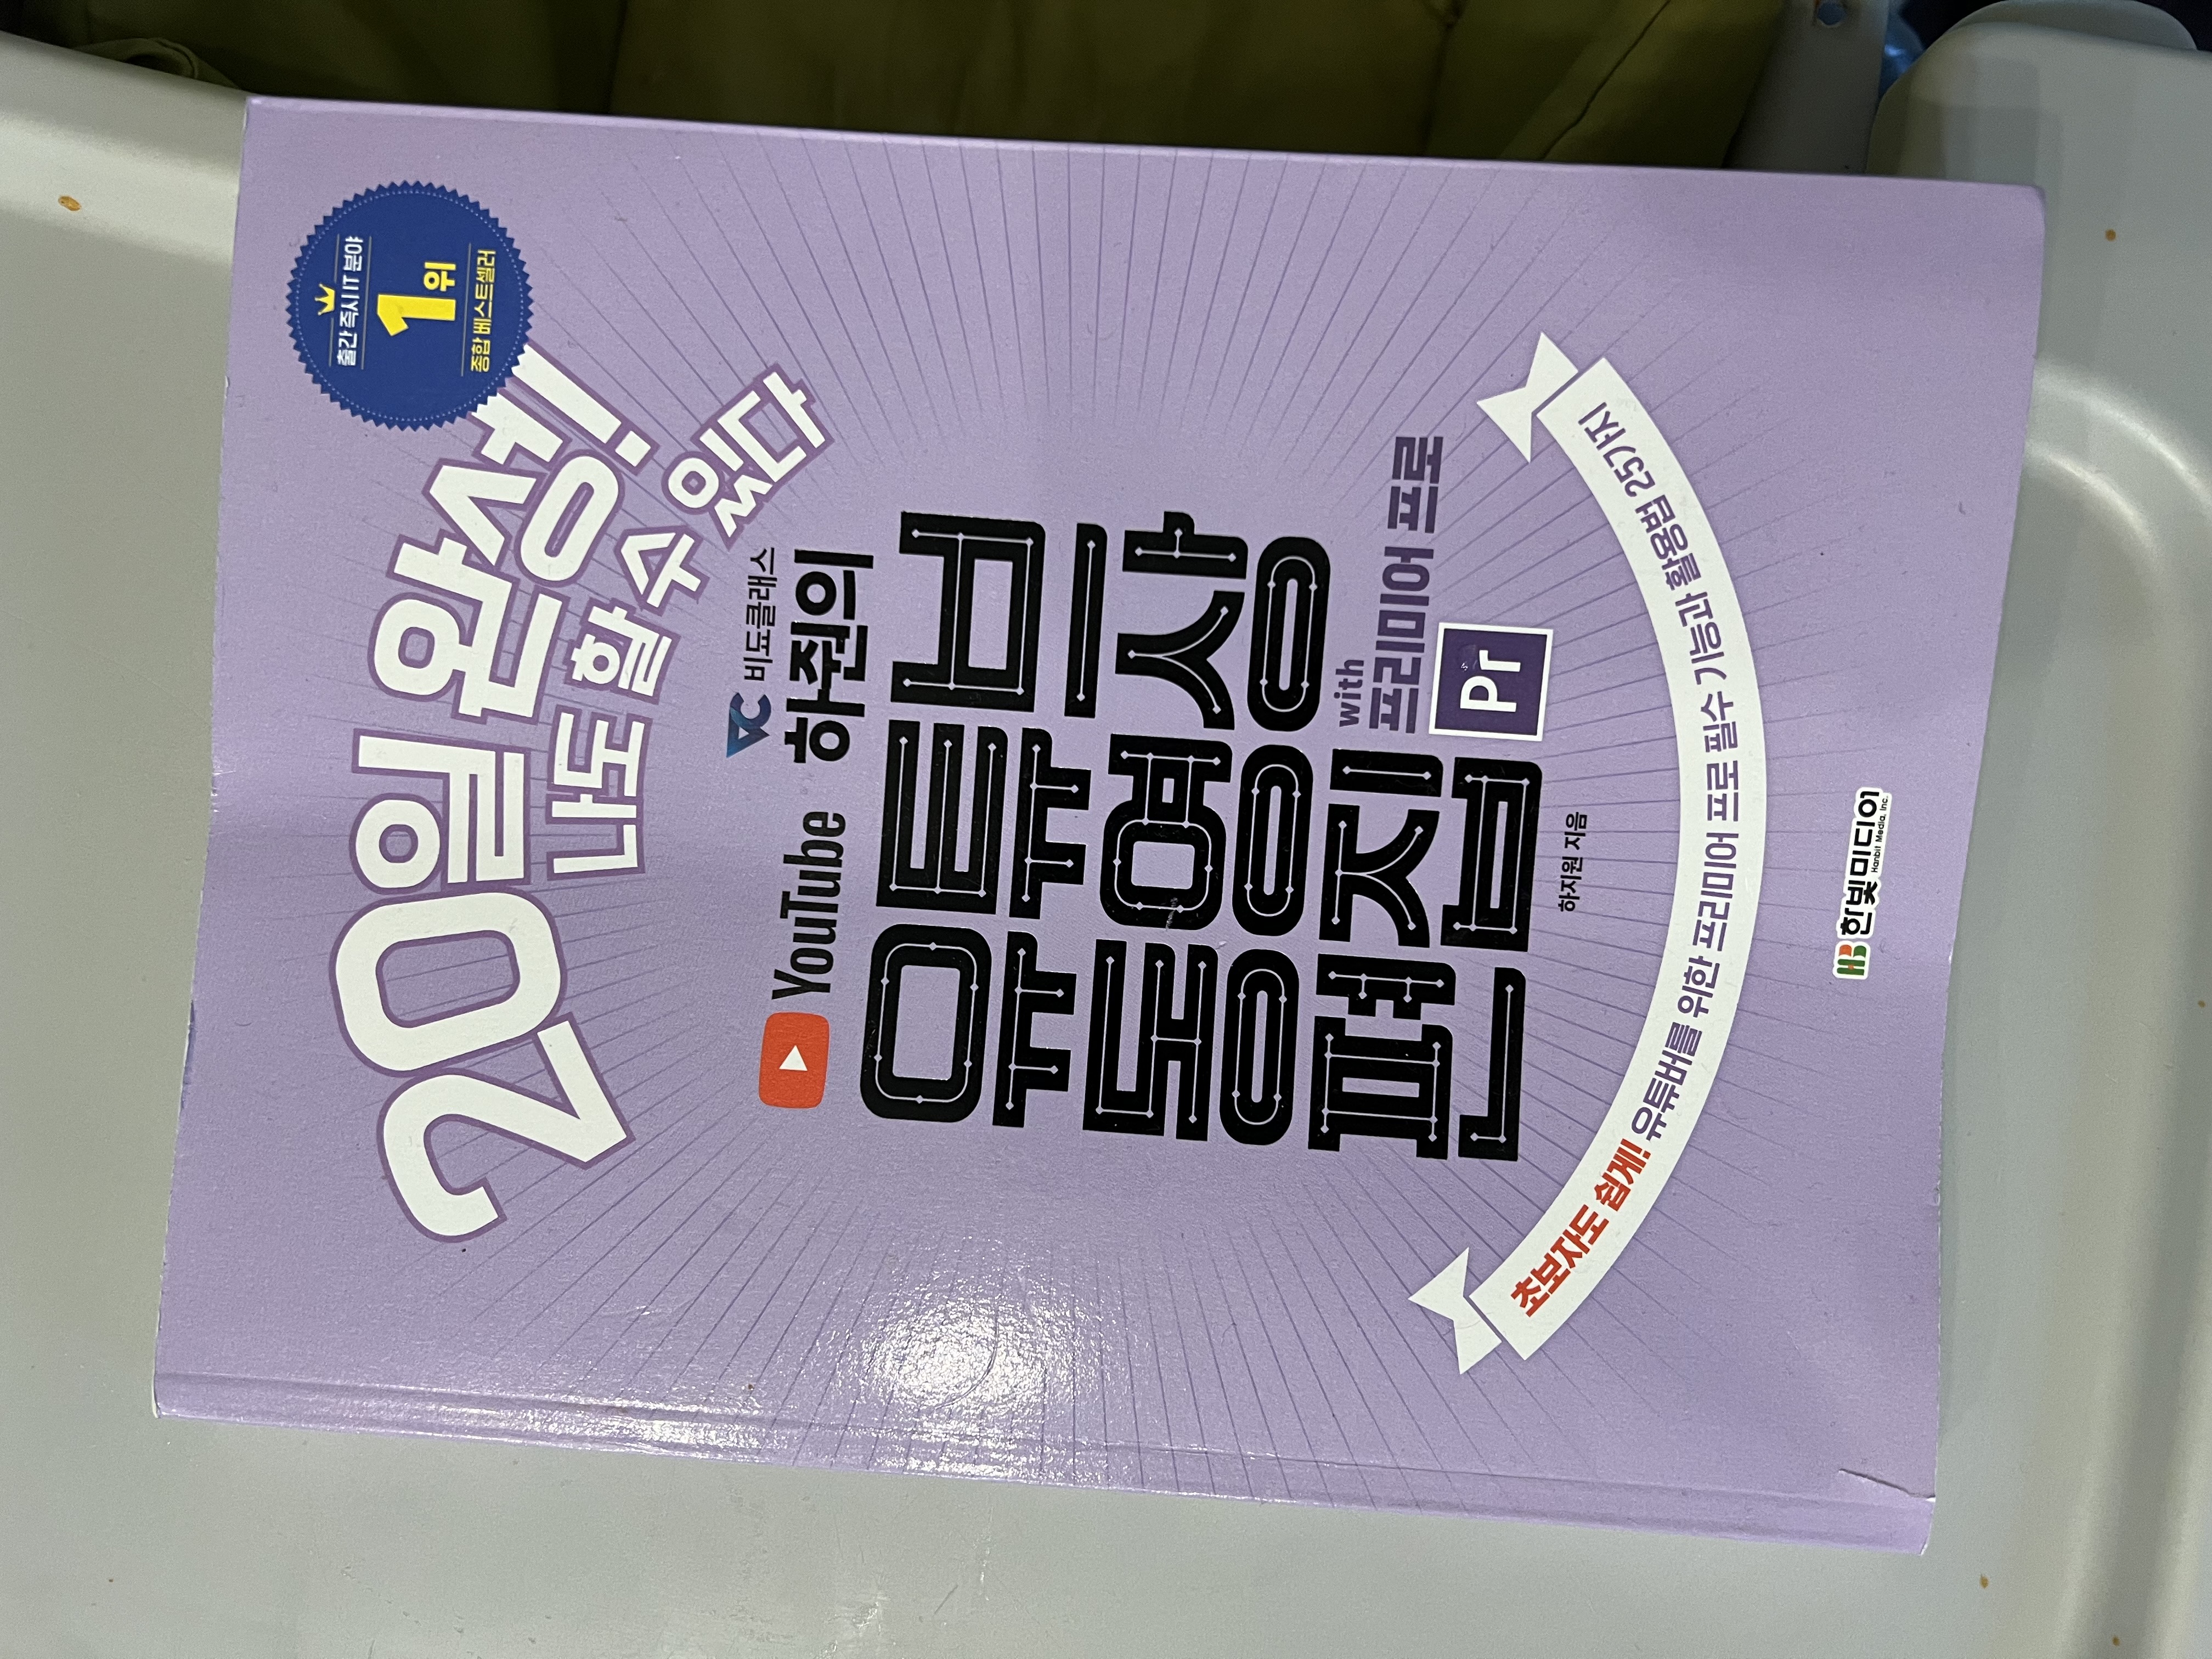 출간 즉시 IT 분야
1위
종합 베스트셀러
20일 완성!
나도 할 수 있다
YouTube
VC 비됴클래스
하줜의
유튜브
동영상
편집
with
프리미어 프로
Pr
하지원 지음
초보자도 쉽게! 유튜버를 위한 프리미어 프로 필수 기능과 활용법 25가지
HB 한빛미디어
Hanbit Media, Inc.